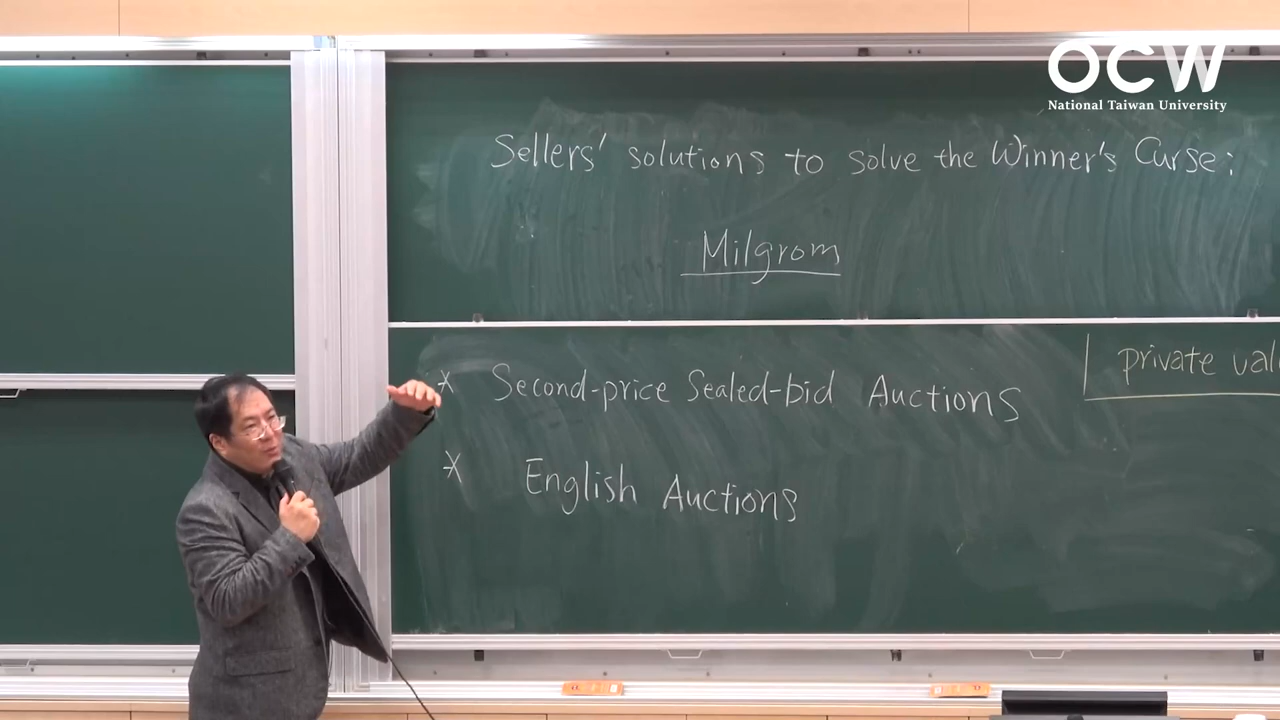 OCW
National Taiwan University
Sellers' solutions to solve the Winner's Curse:
Milgrom
* Second-price Sealed-bid Auctions
private val
* English Auctions